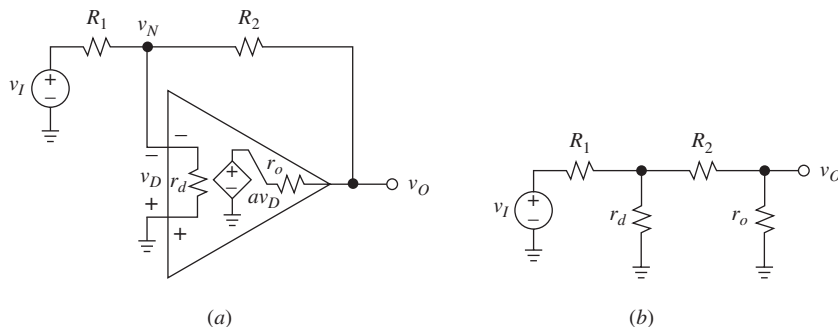 R1
vN
R2
vI
+
−
−
−
vD
rd
+
−
ro
avD
+
+
vO
(a)
R1
R2
vI
+
−
rd
ro
vO
(b)